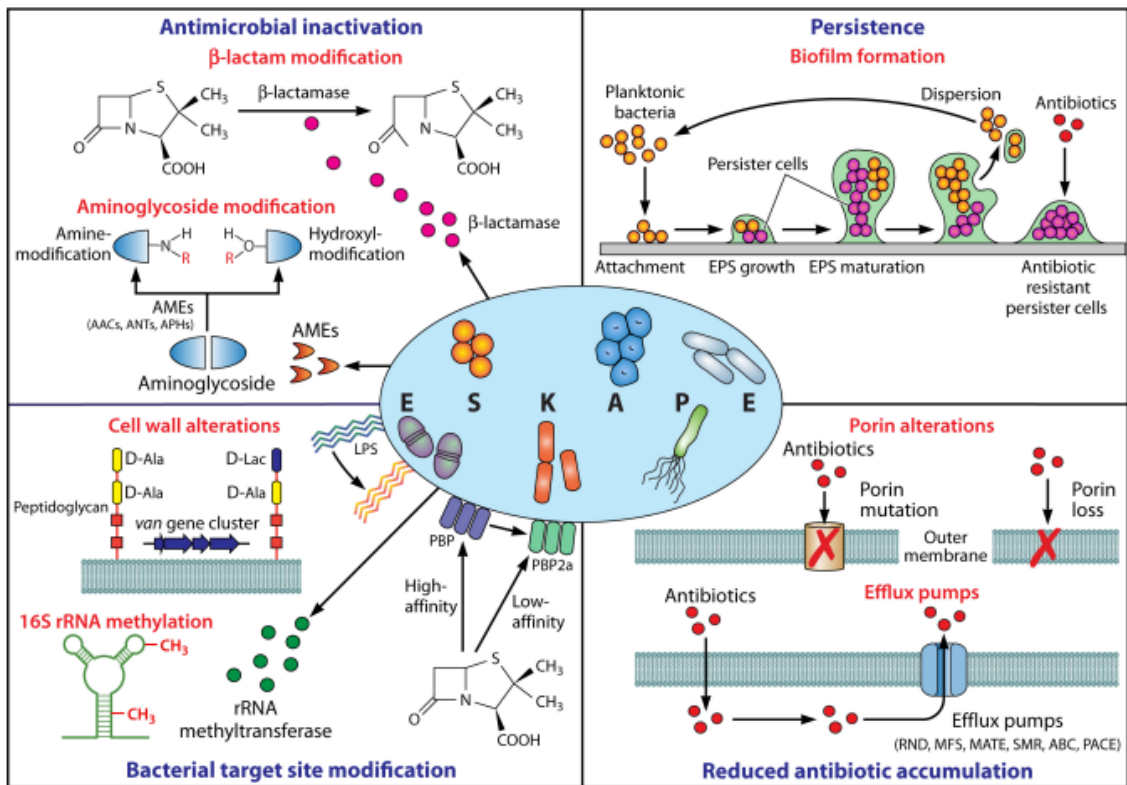 Antimicrobial inactivation
β-lactam modification
β-lactamase
S
CH₃
CH₃
N
O
COOH
S
CH₃
CH₃
N
O
COOH
β-lactamase
Aminoglycoside modification
Amine-
modification
H
N
R
H
O
R
Hydroxyl-
modification
AMEs
(AACs, ANTs, APHs)
Aminoglycoside
AMEs
Persistence
Biofilm formation
Planktonic
bacteria
Dispersion
Antibiotics
Persister cells
Attachment
EPS growth
EPS maturation
Antibiotic
resistant
persister cells
E S K A P E
Cell wall alterations
D-Ala
D-Lac
D-Ala
D-Ala
Peptidoglycan
van gene cluster
LPS
PBP
PBP2a
High-
affinity
Low-
affinity
16S rRNA methylation
CH₃
CH₃
rRNA
methyltransferase
S
CH₃
CH₃
N
O
COOH
Bacterial target site modification
Porin alterations
Antibiotics
Porin
mutation
Porin
loss
X
X
Outer
membrane
Antibiotics
Efflux pumps
Efflux pumps
(RND, MFS, MATE, SMR, ABC, PACE)
Reduced antibiotic accumulation